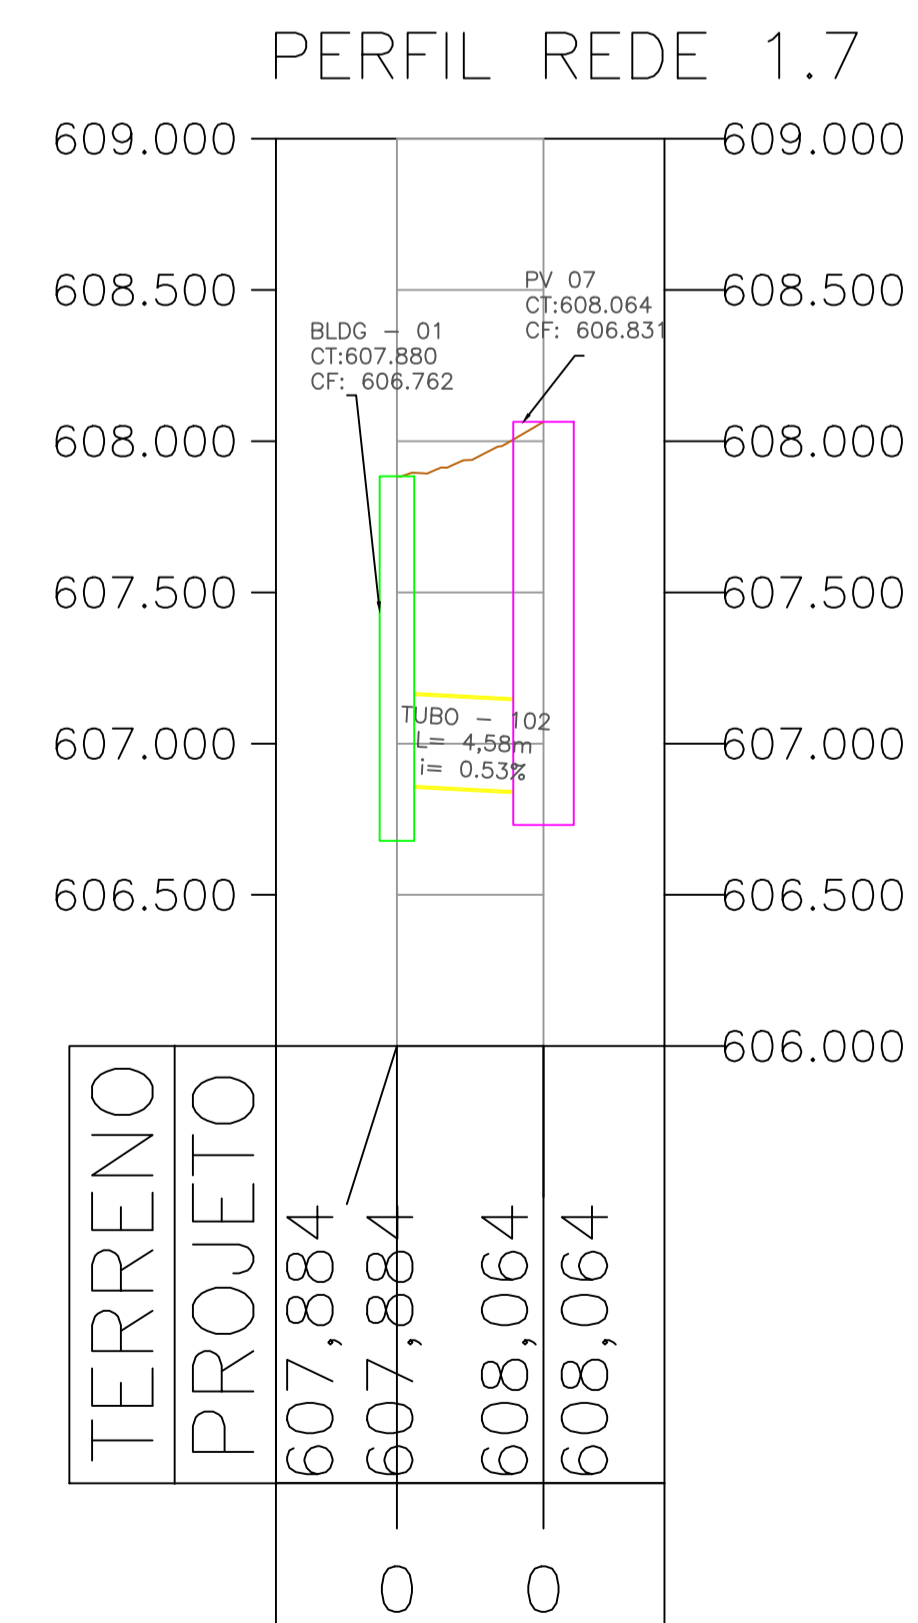 PERFIL REDE 1.7
609.000
609.000
608.500
608.500
PV 07
CT:608.064
CF: 606.831
BLDG - 01
CT:607.880
CF: 606.762
608.000
608.000
607.500
607.500
TUBO - 102
L= 4,58m
i= 0.53%
607.000
607.000
606.500
606.500
606.000
TERRENO
PROJETO
607,884
607,884
608,064
608,064
0
0